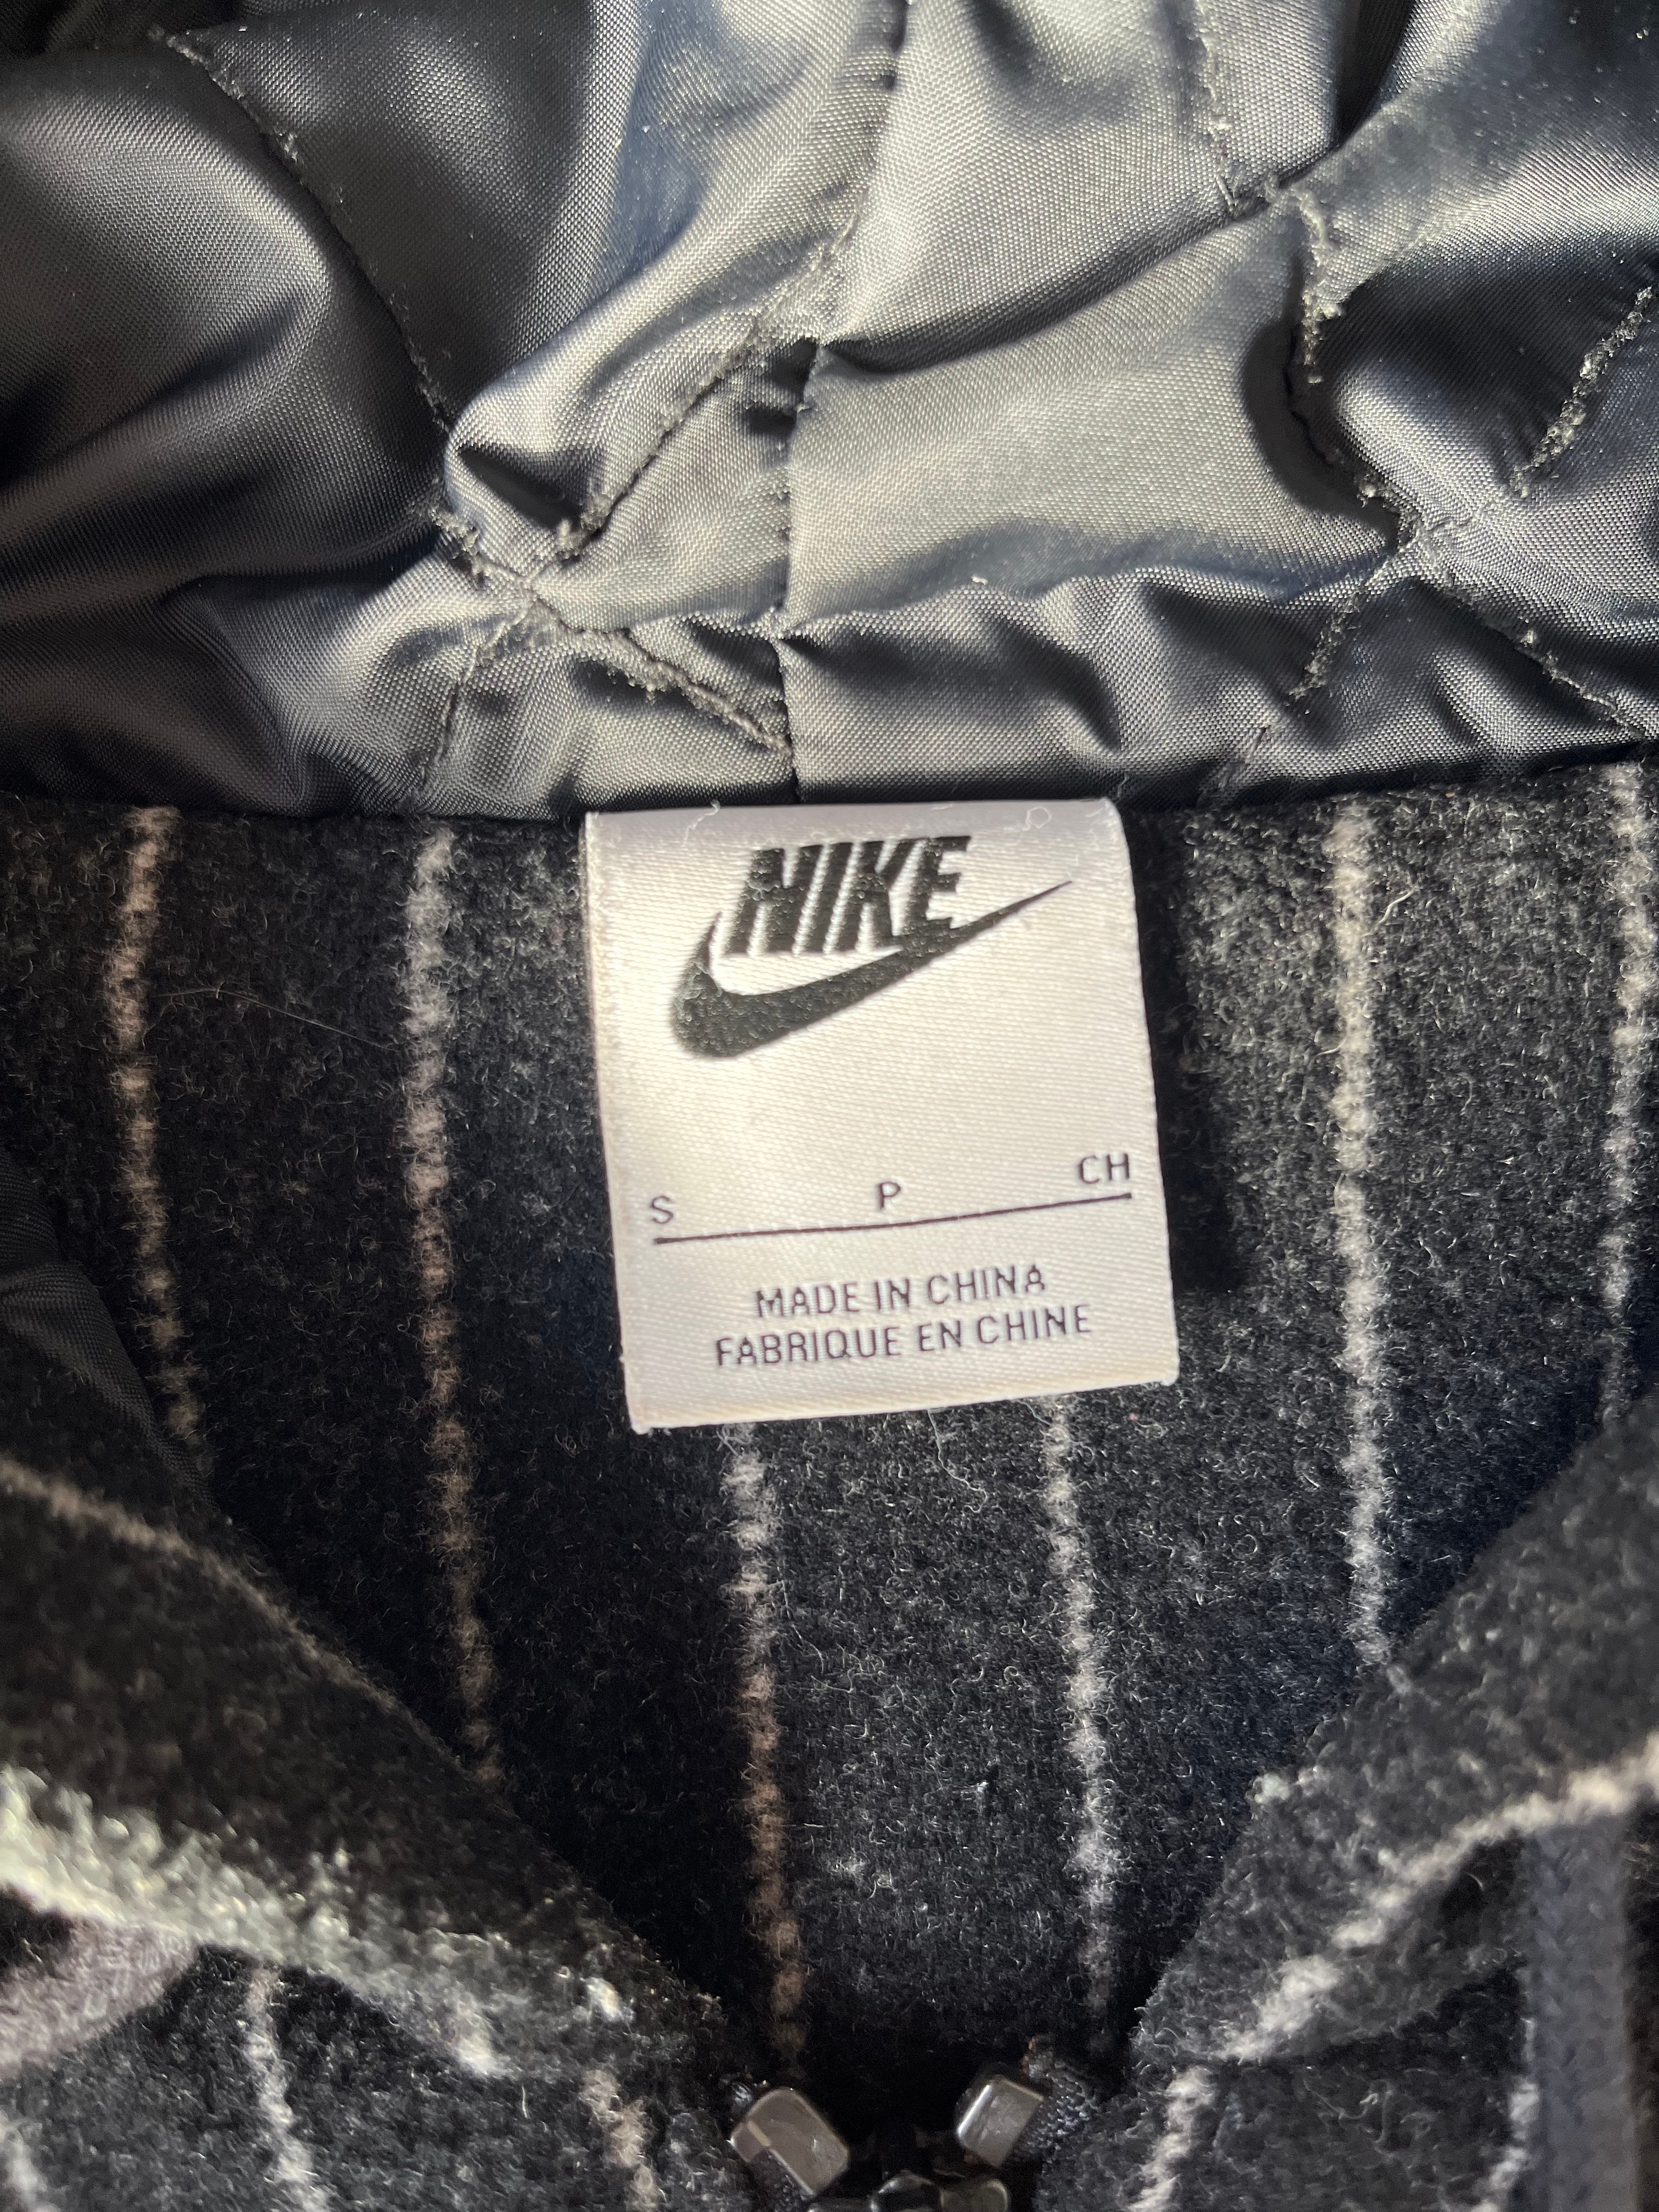 NIKE
S P CH
MADE IN CHINA
FABRIQUE EN CHINE